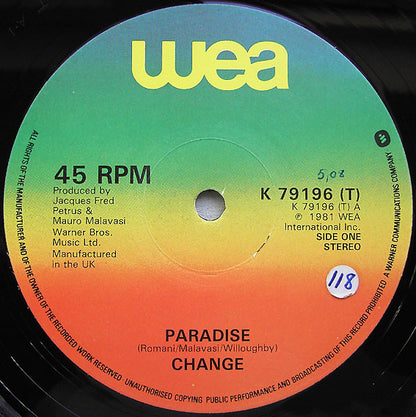 wea
45 RPM
Produced by
Jacques Fred
Petrus &
Mauro Malavasi
Warner Bros.
Music Ltd.
Manufactured
in the UK
5,08
K 79196 (T)
K 79196 (T) A
℗ 1981 WEA
International Inc.
SIDE ONE
STEREO
118
PARADISE
(Romani/Malavasi/Willoughby)
CHANGE
ALL RIGHTS OF THE MANUFACTURER AND OF THE OWNER OF THE RECORDED WORK RESERVED UNAUTHORISED COPYING PUBLIC PERFORMANCE AND BROADCASTING OF THIS RECORD PROHIBITED A WARNER COMMUNICATIONS COMPANY